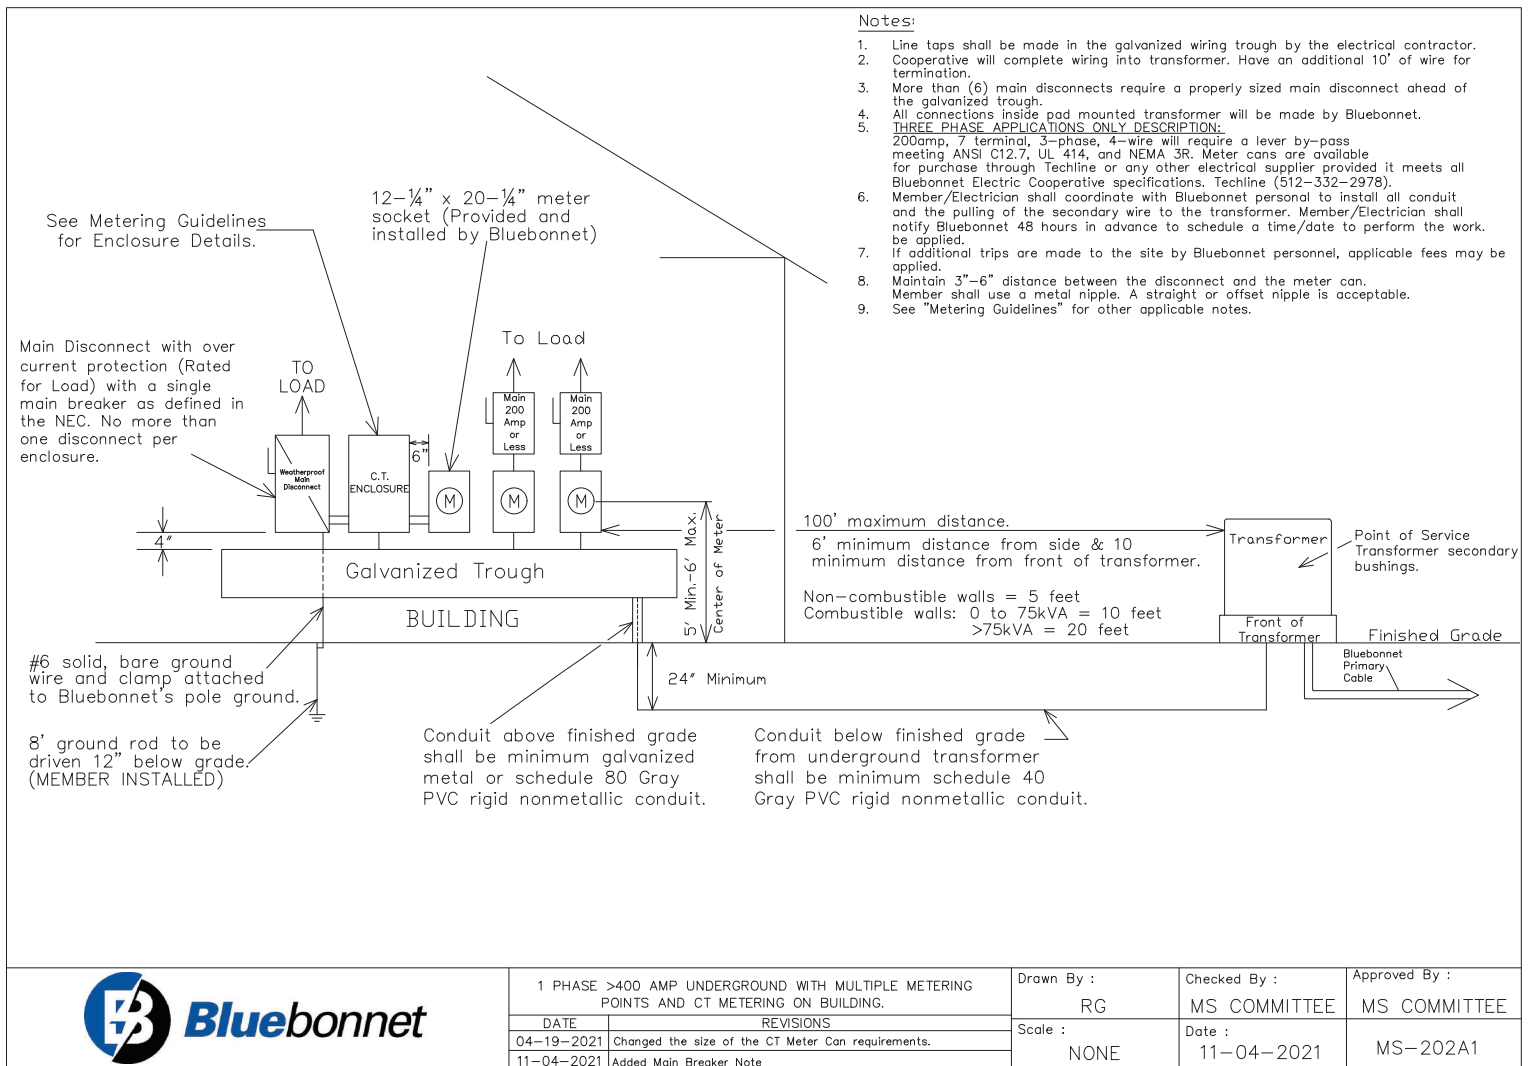 Notes:
1. Line taps shall be made in the galvanized wiring trough by the electrical contractor.
2. Cooperative will complete wiring into transformer. Have an additional 10' of wire for
termination.
3. More than (6) main disconnects require a properly sized main disconnect ahead of
the galvanized trough.
4. All connections inside pad mounted transformer will be made by Bluebonnet.
5. THREE PHASE APPLICATIONS ONLY DESCRIPTION:
200amp, 7 terminal, 3-phase, 4-wire will require a lever by-pass
meeting ANSI C12.7, UL 414, and NEMA 3R. Meter cans are available
for purchase through Techline or any other electrical supplier provided it meets all
Bluebonnet Electric Cooperative specifications. Techline (512-332-2978).
6. Member/Electrician shall coordinate with Bluebonnet personal to install all conduit
and the pulling of the secondary wire to the transformer. Member/Electrician shall
notify Bluebonnet 48 hours in advance to schedule a time/date to perform the work.
be applied.
7. If additional trips are made to the site by Bluebonnet personnel, applicable fees may be
applied.
8. Maintain 3"-6" distance between the disconnect and the meter can.
Member shall use a metal nipple. A straight or offset nipple is acceptable.
9. See "Metering Guidelines" for other applicable notes.
12-¼" x 20-¼" meter
socket (Provided and
installed by Bluebonnet)
See Metering Guidelines
for Enclosure Details.
Main Disconnect with over
current protection (Rated
for Load) with a single
main breaker as defined in
the NEC. No more than
one disconnect per
enclosure.
TO
LOAD
To Load
Main
200
Amp
or
Less
Main
200
Amp
or
Less
6"
Weatherproof
Main
Disconnect
C.T.
ENCLOSURE
M
M
M
4"
Galvanized Trough
BUILDING
5' Min.-6' Max.
Center of Meter
100' maximum distance.
6' minimum distance from side & 10
minimum distance from front of transformer.
Non-combustible walls = 5 feet
Combustible walls: 0 to 75kVA = 10 feet
>75kVA = 20 feet
Transformer
Point of Service
Transformer secondary
bushings.
Front of
Transformer
Finished Grade
Bluebonnet
Primary
Cable
#6 solid, bare ground
wire and clamp attached
to Bluebonnet's pole ground.
24" Minimum
8' ground rod to be
driven 12" below grade.
(MEMBER INSTALLED)
Conduit above finished grade
shall be minimum galvanized
metal or schedule 80 Gray
PVC rigid nonmetallic conduit.
Conduit below finished grade
from underground transformer
shall be minimum schedule 40
Gray PVC rigid nonmetallic conduit.
Bluebonnet
1 PHASE >400 AMP UNDERGROUND WITH MULTIPLE METERING
POINTS AND CT METERING ON BUILDING.
DATE REVISIONS
04-19-2021 Changed the size of the CT Meter Can requirements.
11-04-2021 Added Main Breaker Note
Drawn By :
RG
Checked By :
MS COMMITTEE
Approved By :
MS COMMITTEE
Scale :
NONE
Date :
11-04-2021
MS-202A1